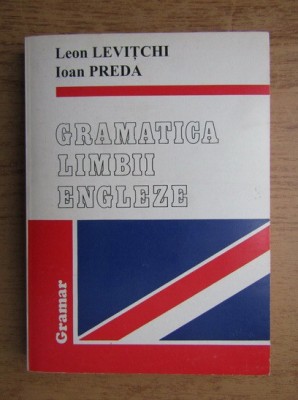 Leon LEVIȚCHI
Ioan PREDA
GRAMATICA
LIMBII
ENGLEZE
Gramar